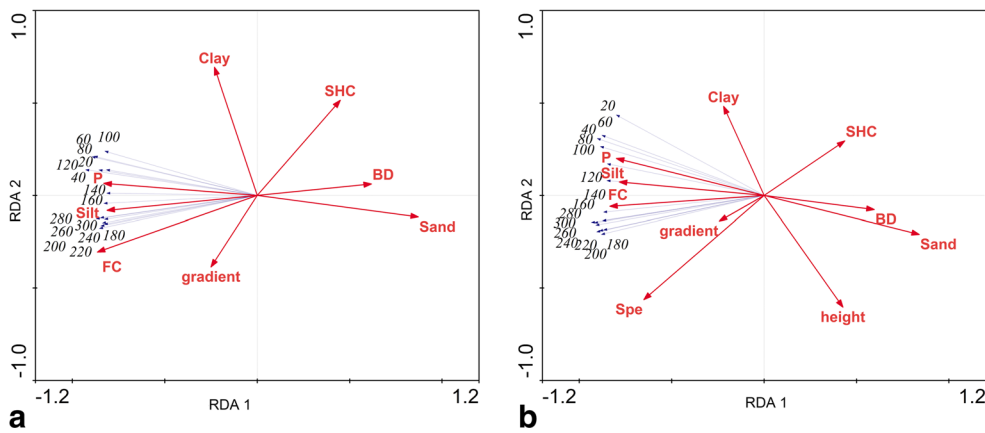 1.0
Clay
SHC
60 100
80
120 20
40
P
140
160
Silt
280
300
260 240 180
200 220
FC
gradient
BD
Sand
RDA 2
-1.0
-1.2
RDA 1
1.2
a
1.0
20
60
40
80
100
Clay
SHC
P
Silt
120
FC
140
160
280
300
260
240 220 180
200
gradient
BD
Sand
Spe
height
RDA 2
-1.0
-1.2
RDA 1
1.2
b